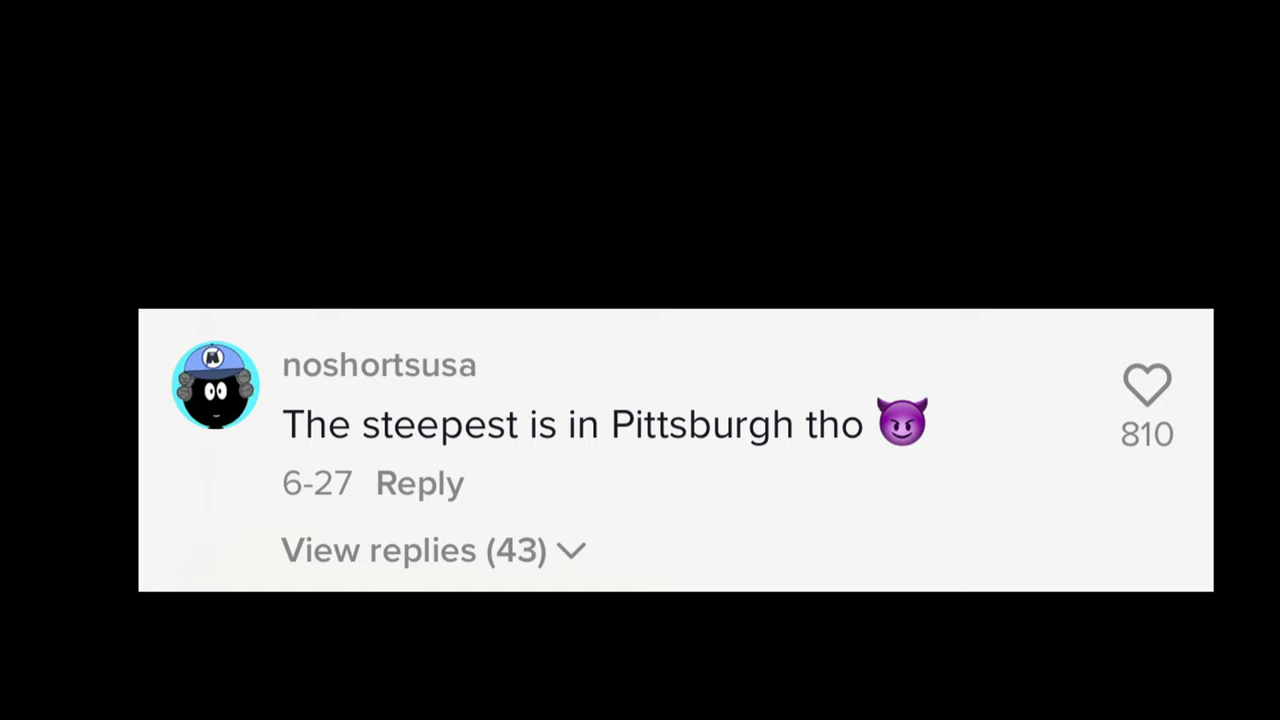 noshortsusa
The steepest is in Pittsburgh tho 😈
810
6-27 Reply
View replies (43)